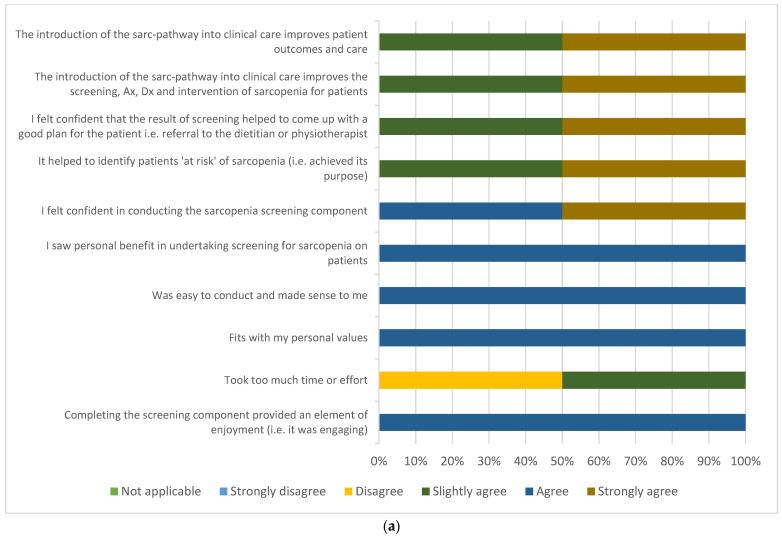 The introduction of the sarc-pathway into clinical care improves patient
outcomes and care
The introduction of the sarc-pathway into clinical care improves the
screening, Ax, Dx and intervention of sarcopenia for patients
I felt confident that the result of screening helped to come up with a
good plan for the patient i.e. referral to the dietitian or physiotherapist
It helped to identify patients 'at risk' of sarcopenia (i.e. achieved its
purpose)
I felt confident in conducting the sarcopenia screening component
I saw personal benefit in undertaking screening for sarcopenia on
patients
Was easy to conduct and made sense to me
Fits with my personal values
Took too much time or effort
Completing the screening component provided an element of
enjoyment (i.e. it was engaging)
0% 10% 20% 30% 40% 50% 60% 70% 80% 90% 100%
Not applicable Strongly disagree Disagree Slightly agree Agree Strongly agree
(a)